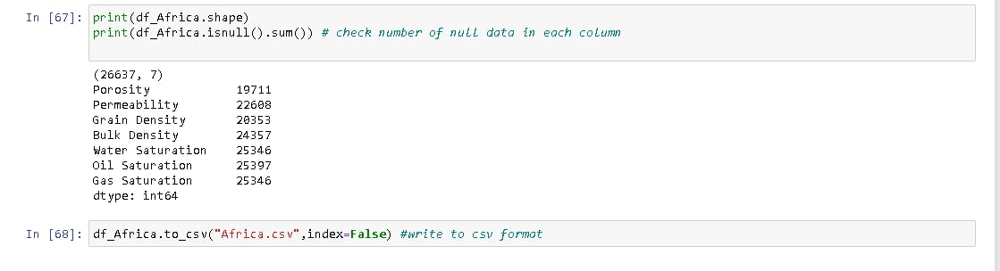 In [67]: print(df_Africa.shape)
print(df_Africa.isnull().sum()) # check number of null data in each column
(26637, 7)
Porosity 19711
Permeability 22608
Grain Density 20353
Bulk Density 24357
Water Saturation 25346
Oil Saturation 25397
Gas Saturation 25346
dtype: int64
In [68]: df_Africa.to_csv("Africa.csv",index=False) #write to csv format